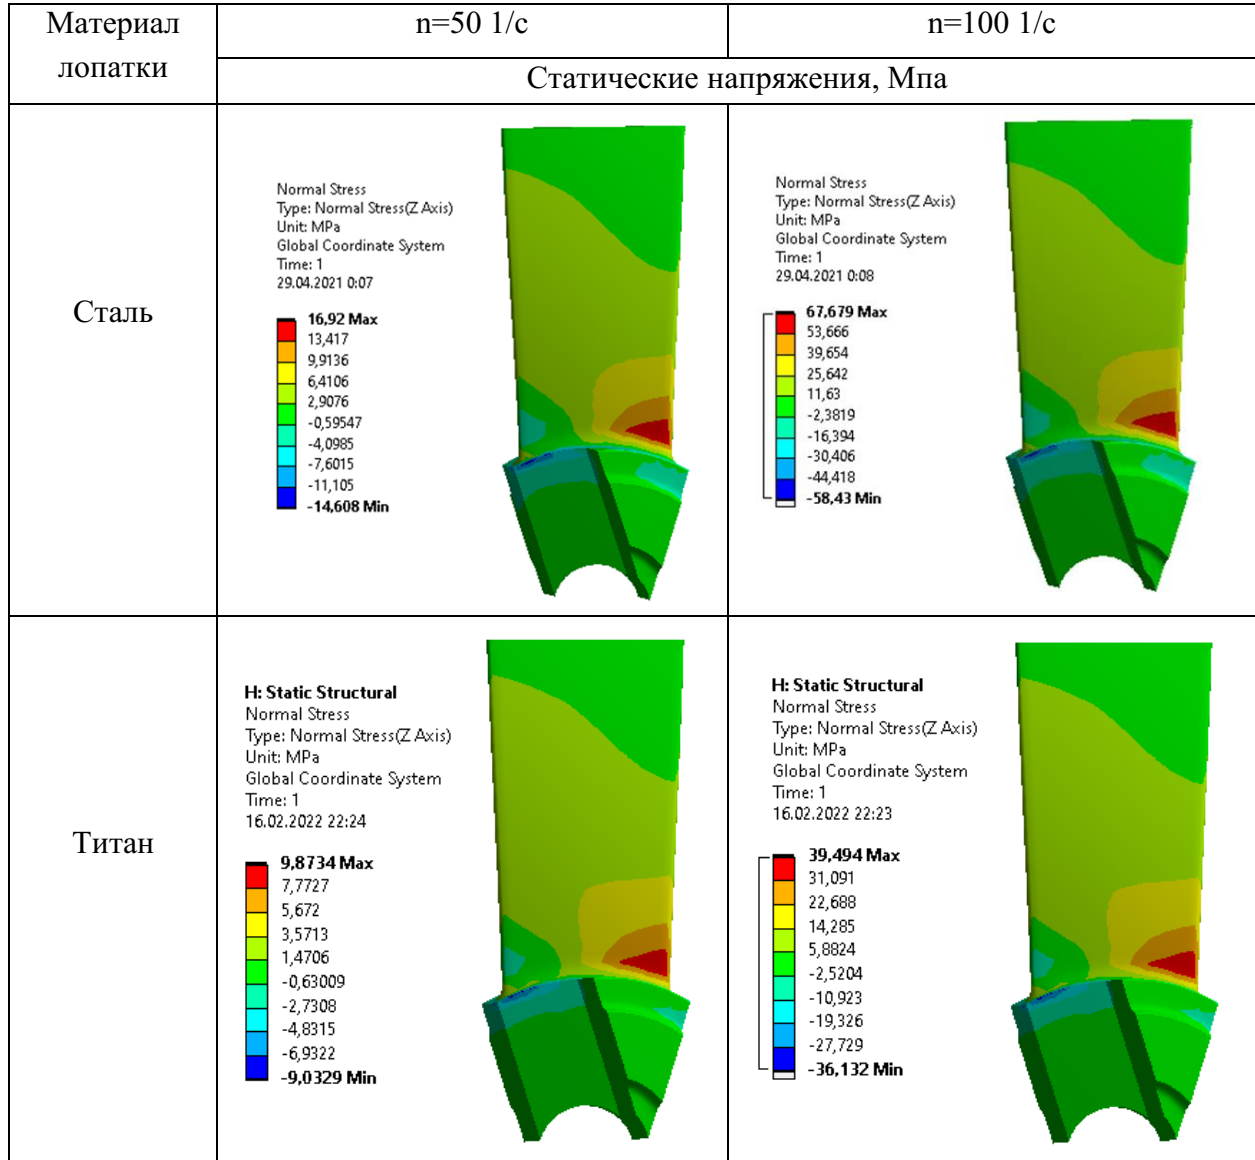 Материал
лопатки
n=50 1/с
n=100 1/с
Статические напряжения, Мпа
Сталь
Normal Stress
Type: Normal Stress(Z Axis)
Unit: MPa
Global Coordinate System
Time: 1
29.04.2021 0:07
16,92 Max
13,417
9,9136
6,4106
2,9076
-0,59547
-4,0985
-7,6015
-11,105
-14,608 Min
Normal Stress
Type: Normal Stress(Z Axis)
Unit: MPa
Global Coordinate System
Time: 1
29.04.2021 0:08
67,679 Max
53,666
39,654
25,642
11,63
-2,3819
-16,394
-30,406
-44,418
-58,43 Min
Титан
H: Static Structural
Normal Stress
Type: Normal Stress(Z Axis)
Unit: MPa
Global Coordinate System
Time: 1
16.02.2022 22:24
9,8734 Max
7,7727
5,672
3,5713
1,4706
-0,63009
-2,7308
-4,8315
-6,9322
-9,0329 Min
H: Static Structural
Normal Stress
Type: Normal Stress(Z Axis)
Unit: MPa
Global Coordinate System
Time: 1
16.02.2022 22:23
39,494 Max
31,091
22,688
14,285
5,8824
-2,5204
-10,923
-19,326
-27,729
-36,132 Min